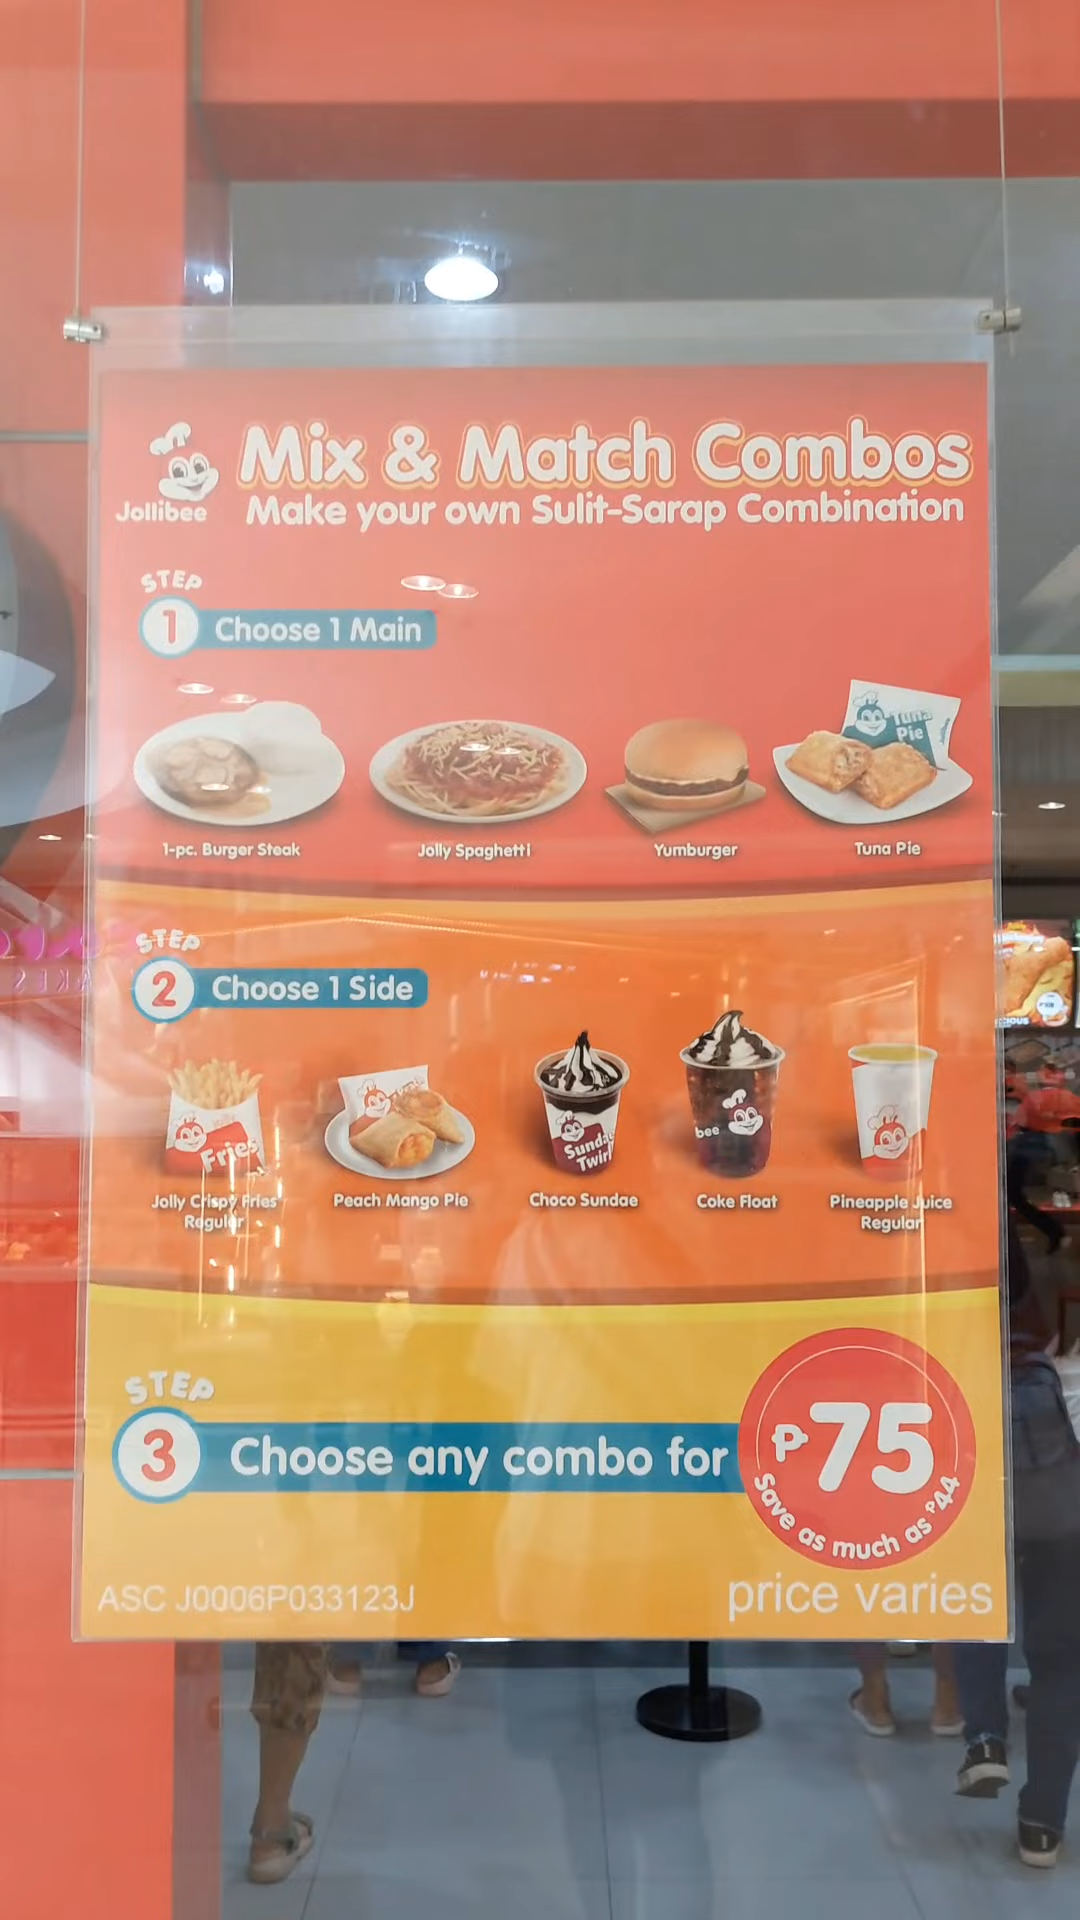 Mix & Match Combos
Jollibee
Make your own Sulit-Sarap Combination
STEP
1 Choose 1 Main
Tuna
Pie
1-pc. Burger Steak
Jolly Spaghetti
Yumburger
Tuna Pie
STEP
2 Choose 1 Side
Fries
Sundae
Twirl
bee
Jolly Crispy Fries
Regular
Peach Mango Pie
Choco Sundae
Coke Float
Pineapple Juice
Regular
STEP
3 Choose any combo for
₱75
Save as much as ₱44
ASC J0006P033123J
price varies